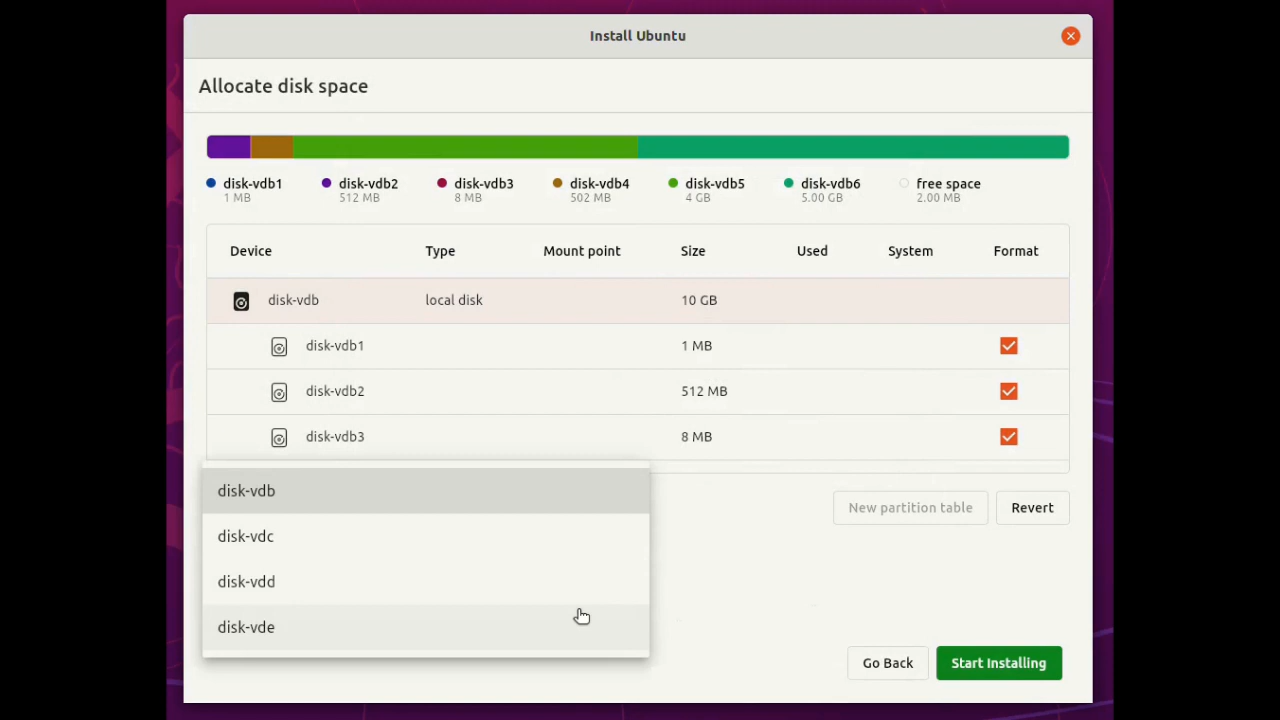 Install Ubuntu
Allocate disk space
disk-vdb1 disk-vdb2 disk-vdb3 disk-vdb4 disk-vdb5 disk-vdb6 free space
1 MB 512 MB 8 MB 502 MB 4 GB 5.00 GB 2.00 MB
Device Type Mount point Size Used System Format
disk-vdb local disk 10 GB
disk-vdb1 1 MB
disk-vdb2 512 MB
disk-vdb3 8 MB
disk-vdb
disk-vdc
disk-vdd
disk-vde
New partition table Revert
Go Back Start Installing